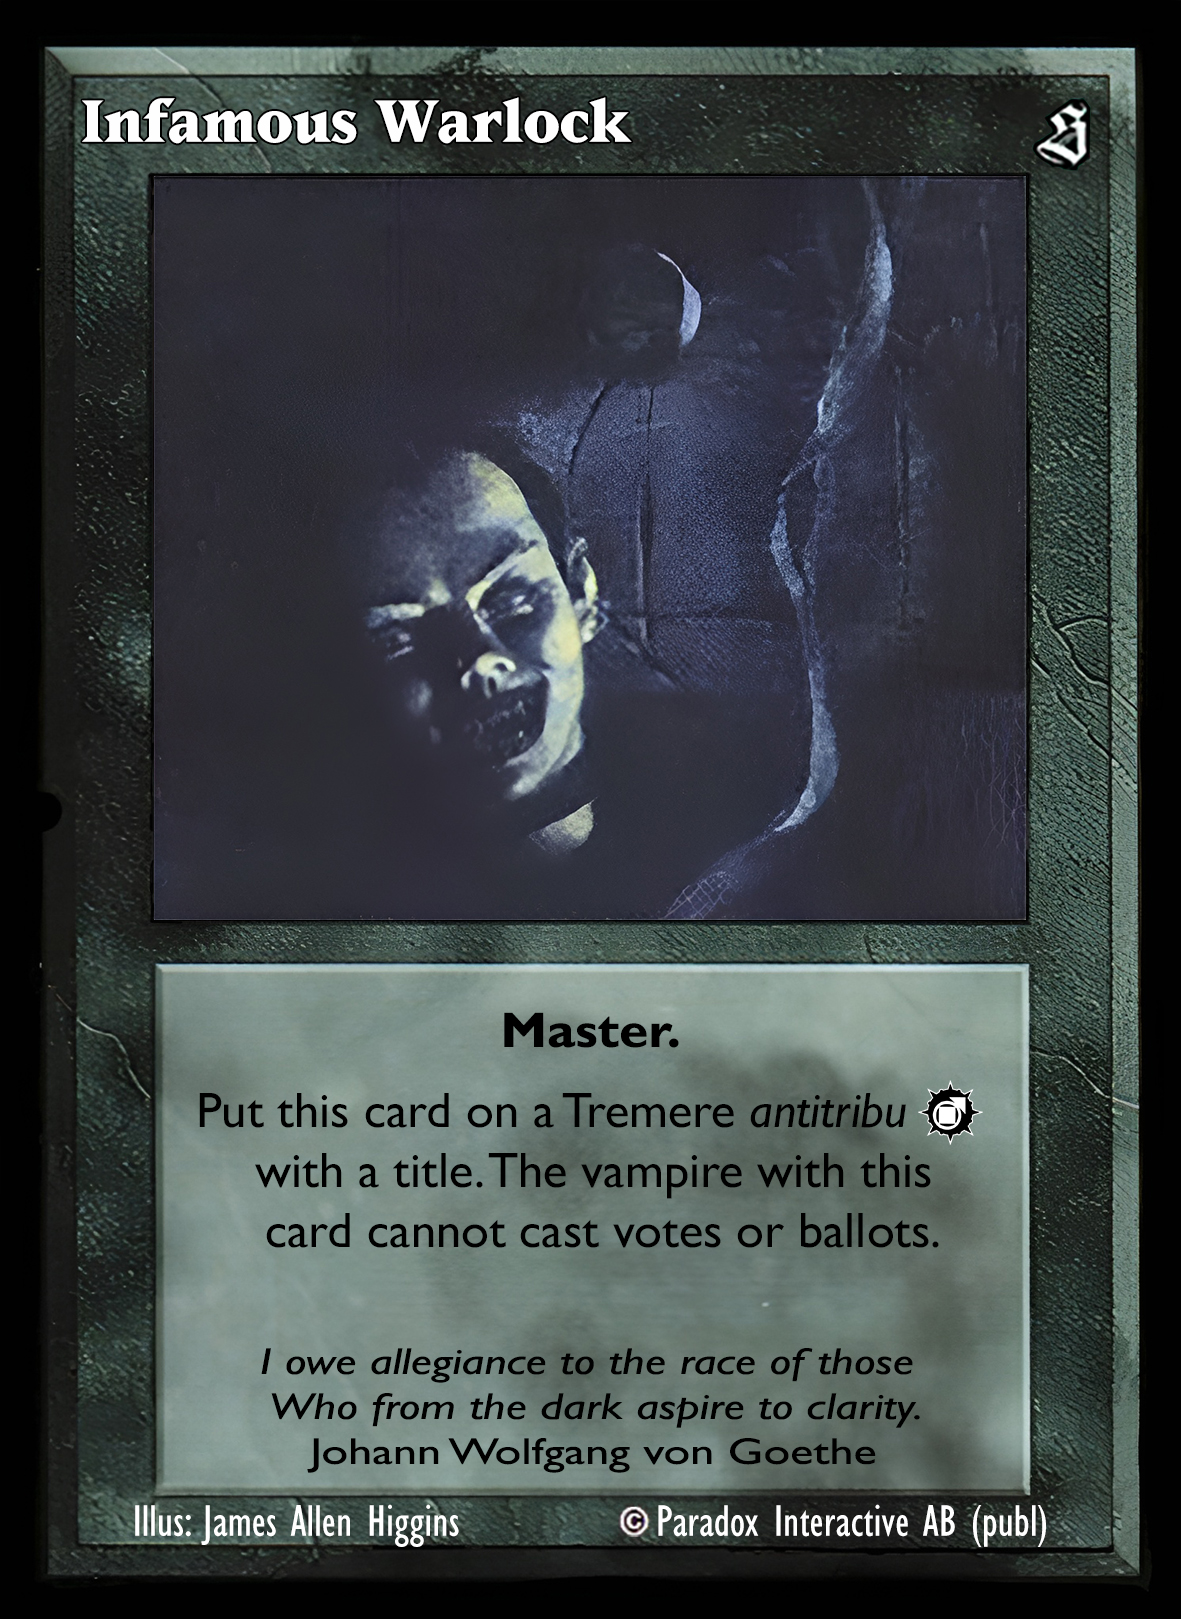 Infamous Warlock
Master.
Put this card on a Tremere antitribu
with a title. The vampire with this
card cannot cast votes or ballots.
I owe allegiance to the race of those
Who from the dark aspire to clarity.
Johann Wolfgang von Goethe
Illus: James Allen Higgins © Paradox Interactive AB (publ)